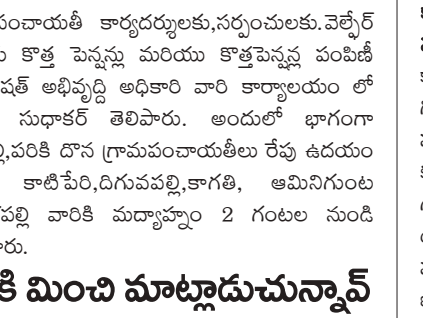 పంచాయతీ కార్యదర్శులకు,సర్పంచులకు.వెల్ఫేర్
కొత్త పెన్షన్లు మరియు కొత్తపెన్షన్ల పంపిణీ
షత్ అభివృద్ది అధికారి వారి కార్యాలయం లో
సుధాకర్ తెలిపారు. అందులో భాగంగా
ల్లి,పరికి దొన గ్రామపంచాయతీలు రేపు ఉదయం
కాటిపేరి,దిగువపల్లి,కాగతి, ఆమినిగుంట
పల్లి వారికి మద్యాహ్నం 2 గంటల నుండి
రు.
కి మించి మాట్లాడుచున్నావ్